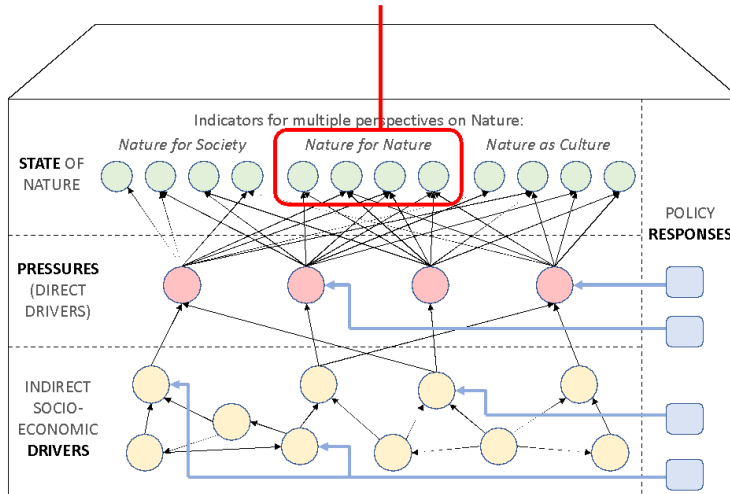 Indicators for multiple perspectives on Nature:
Nature for Society
Nature for Nature
Nature as Culture
STATE OF
NATURE
POLICY
RESPONSES
PRESSURES
(DIRECT
DRIVERS)
INDIRECT
SOCIO-
ECONOMIC
DRIVERS